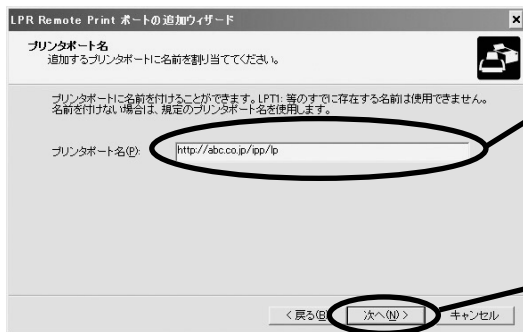 LPR Remote Print ポートの追加ウィザード
プリンタポート名
追加するプリンタポートに名前を割り当ててください。
プリンタポートに名前を付けることができます。LPT1: 等のすでに存在する名前は使用できません。
名前を付けない場合は、規定のプリンタポート名を使用します。
プリンタポート名(P):
http://abc.co.jp/ipp/lp
< 戻る(B)
次へ(N) >
キャンセル